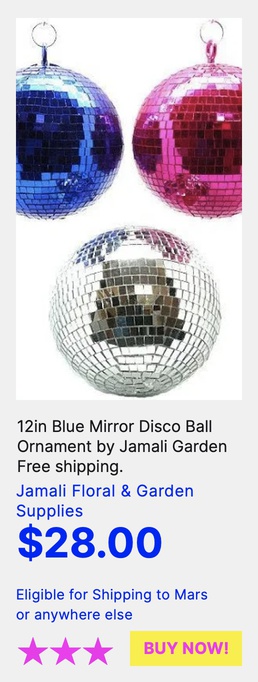 12in Blue Mirror Disco Ball
Ornament by Jamali Garden
Free shipping.
Jamali Floral & Garden
Supplies
$28.00
Eligible for Shipping to Mars
or anywhere else
BUY NOW!